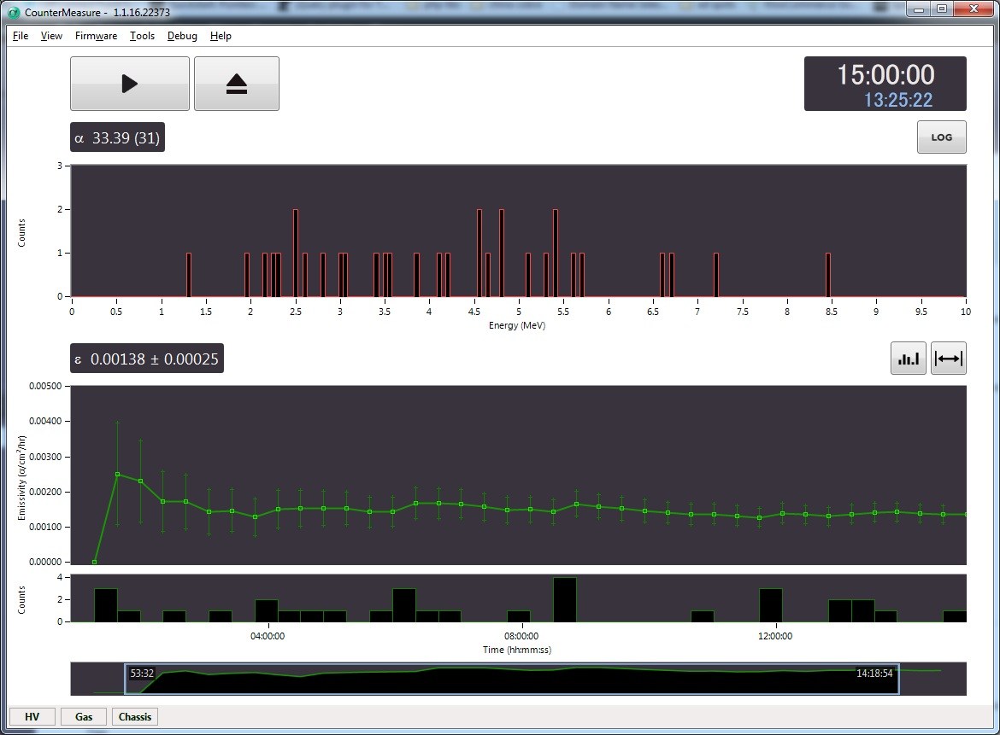 CounterMeasure - 1.1.16.22373
File View Firmware Tools Debug Help
15:00:00
13:25:22
α 33.39 (31)
LOG
3
2
1
0
Counts
0 0.5 1 1.5 2 2.5 3 3.5 4 4.5 5 5.5 6 6.5 7 7.5 8 8.5 9 9.5 10
Energy (MeV)
ε 0.00138 ± 0.00025
0.00500
0.00400
0.00300
0.00200
0.00100
0.00000
Emissivity (α/cm²/hr)
4
2
0
Counts
04:00:00 08:00:00 12:00:00
Time (hh:mm:ss)
53:32 14:18:54
HV Gas Chassis